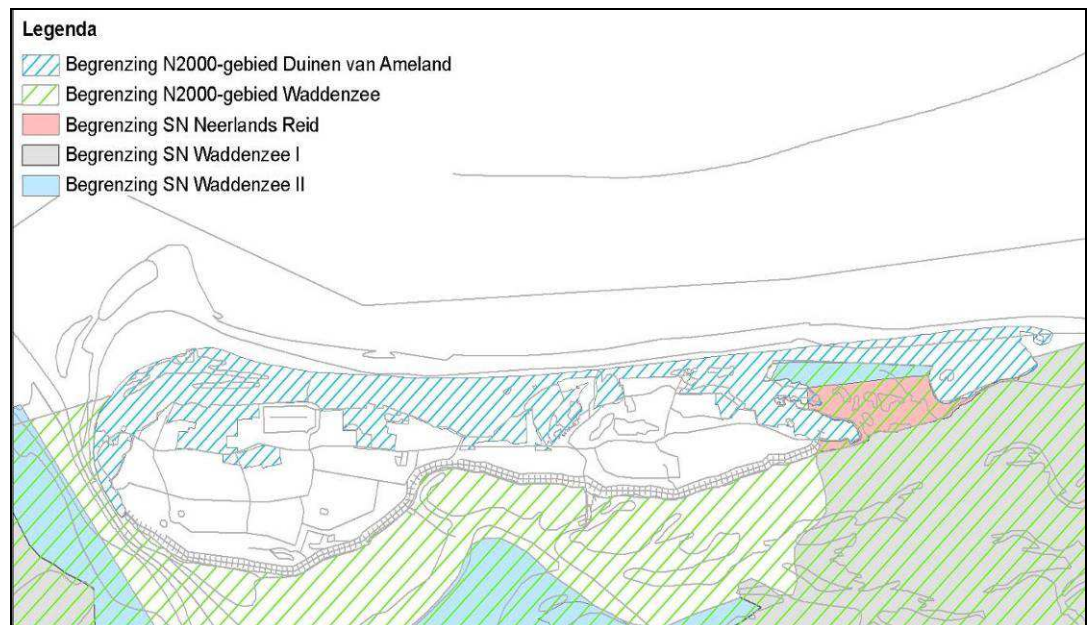 Legenda
Begrenzing N2000-gebied Duinen van Ameland
Begrenzing N2000-gebied Waddenzee
Begrenzing SN Neerlands Reid
Begrenzing SN Waddenzee I
Begrenzing SN Waddenzee II